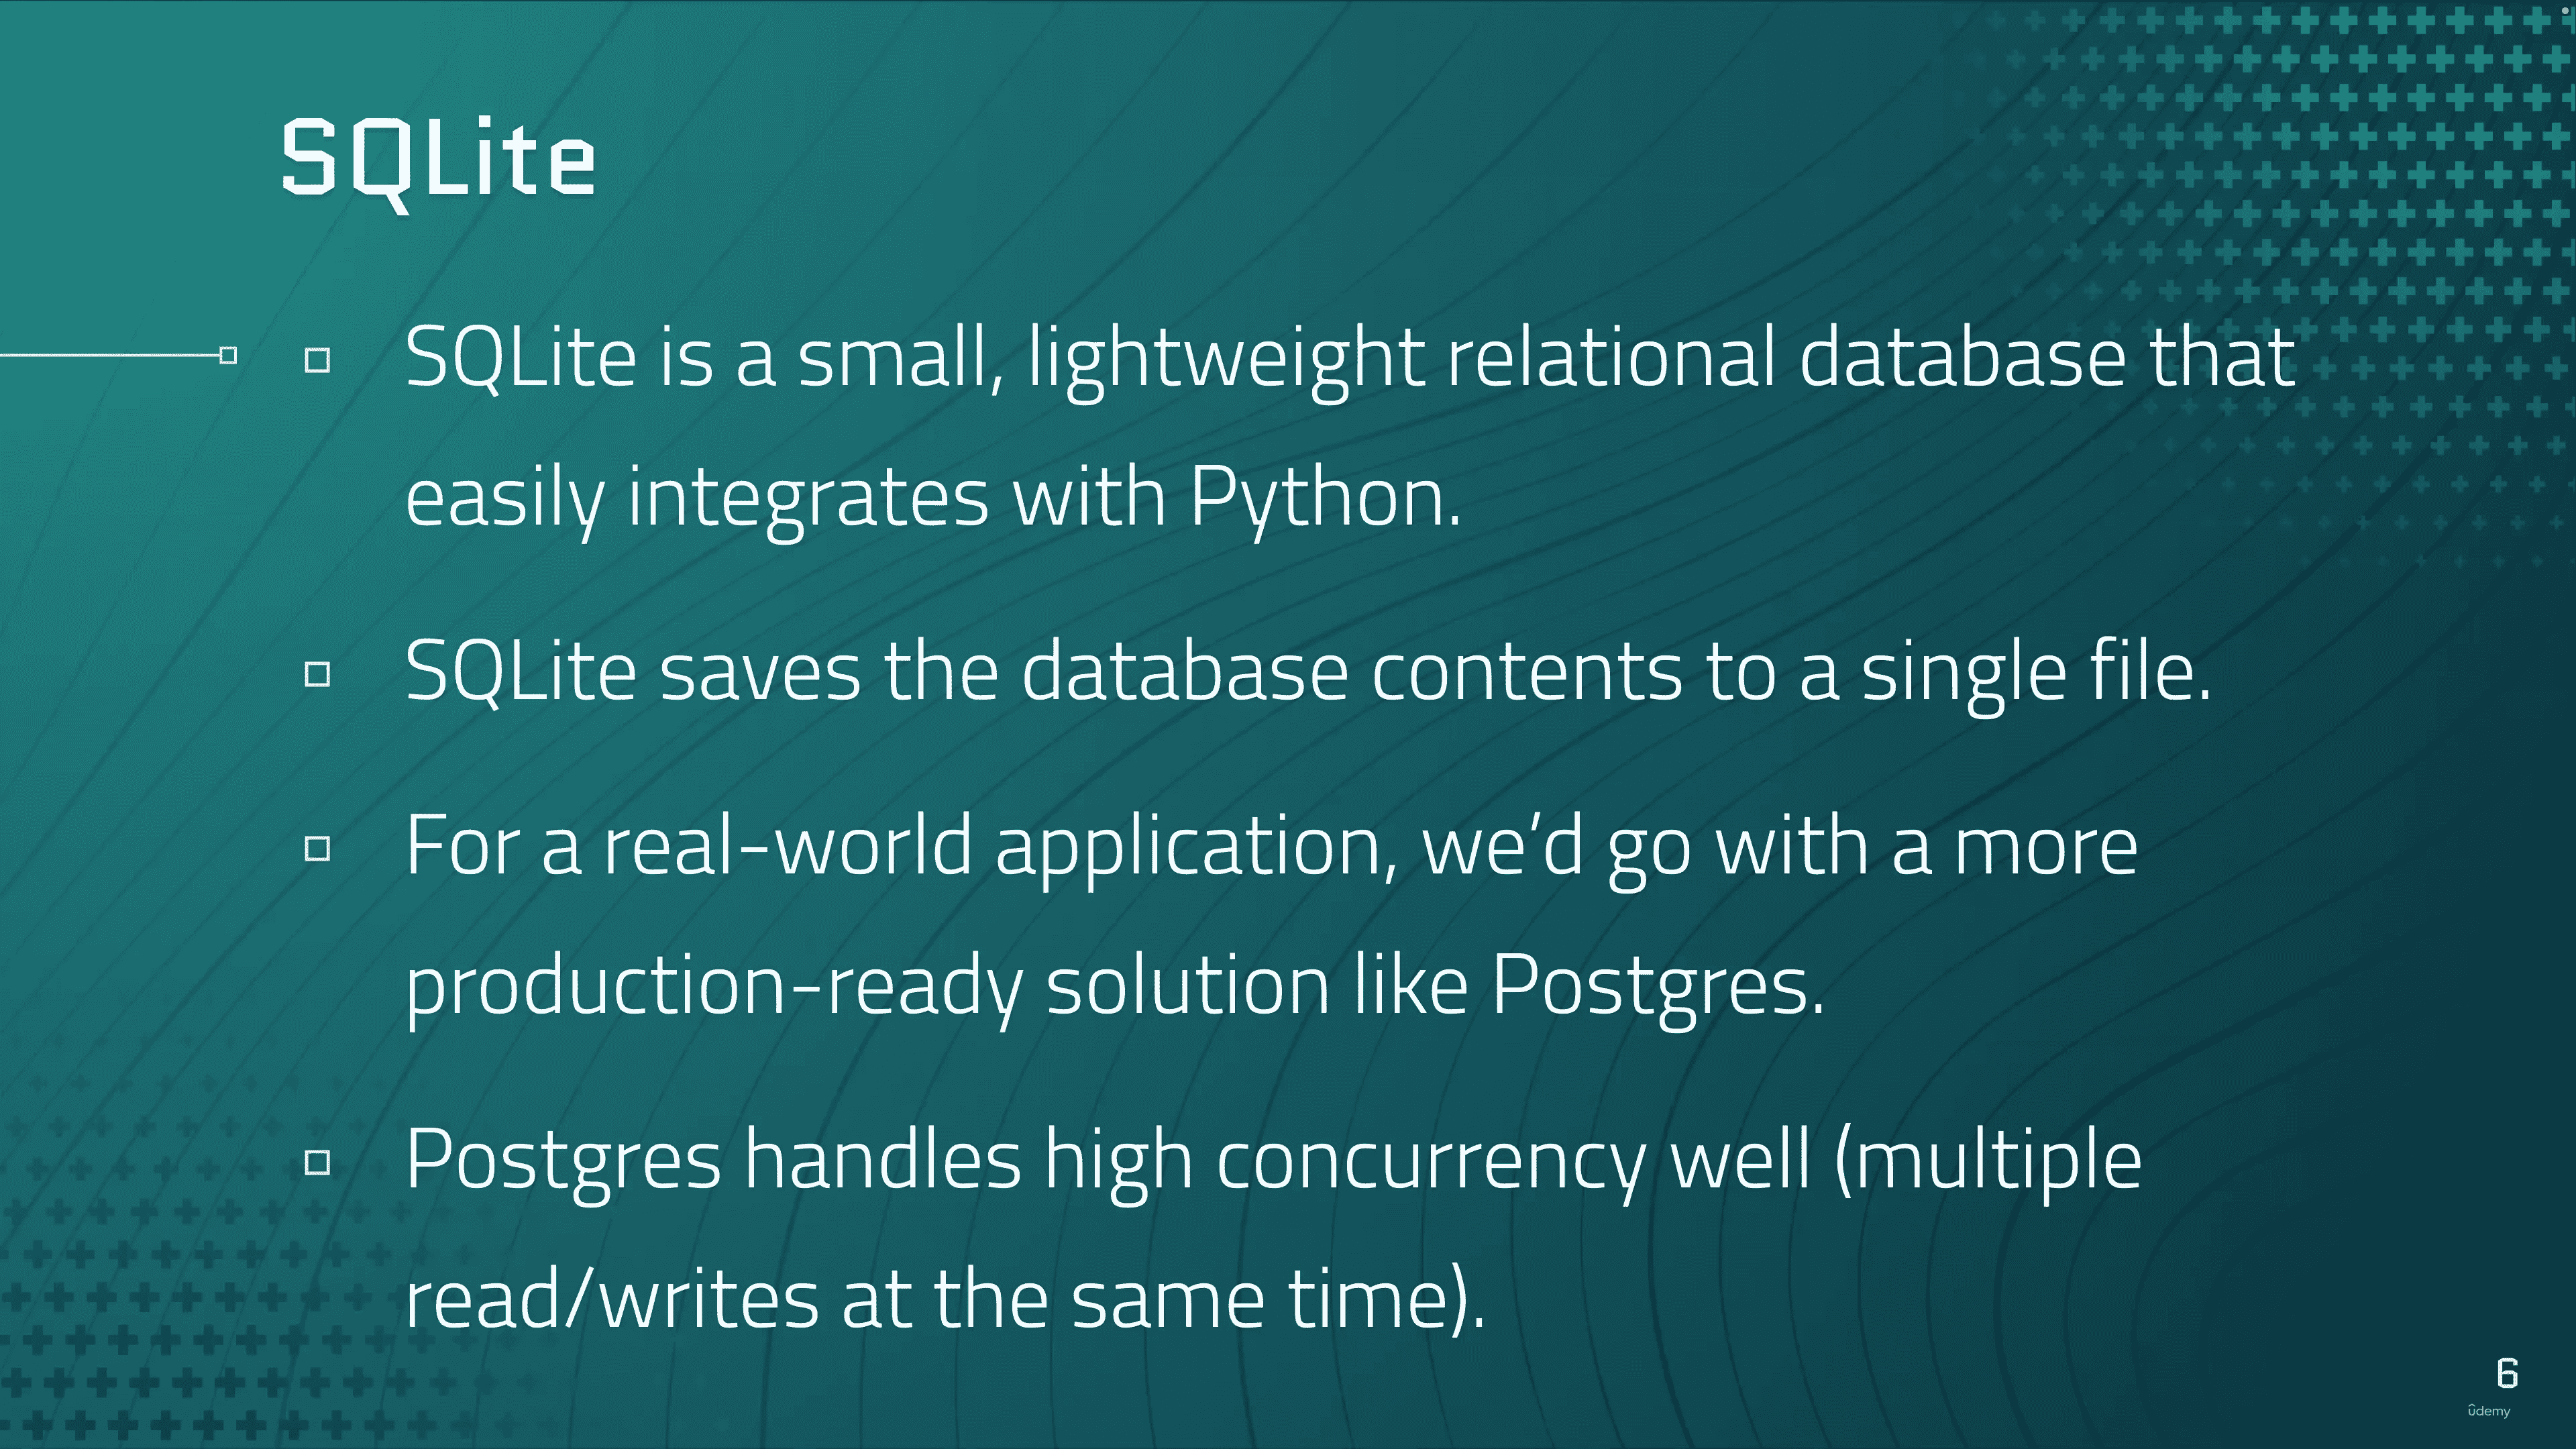 SQLite
SQLite is a small, lightweight relational database that
easily integrates with Python.
SQLite saves the database contents to a single file.
For a real-world application, we’d go with a more
production-ready solution like Postgres.
Postgres handles high concurrency well (multiple
read/writes at the same time).
6
ûdemy